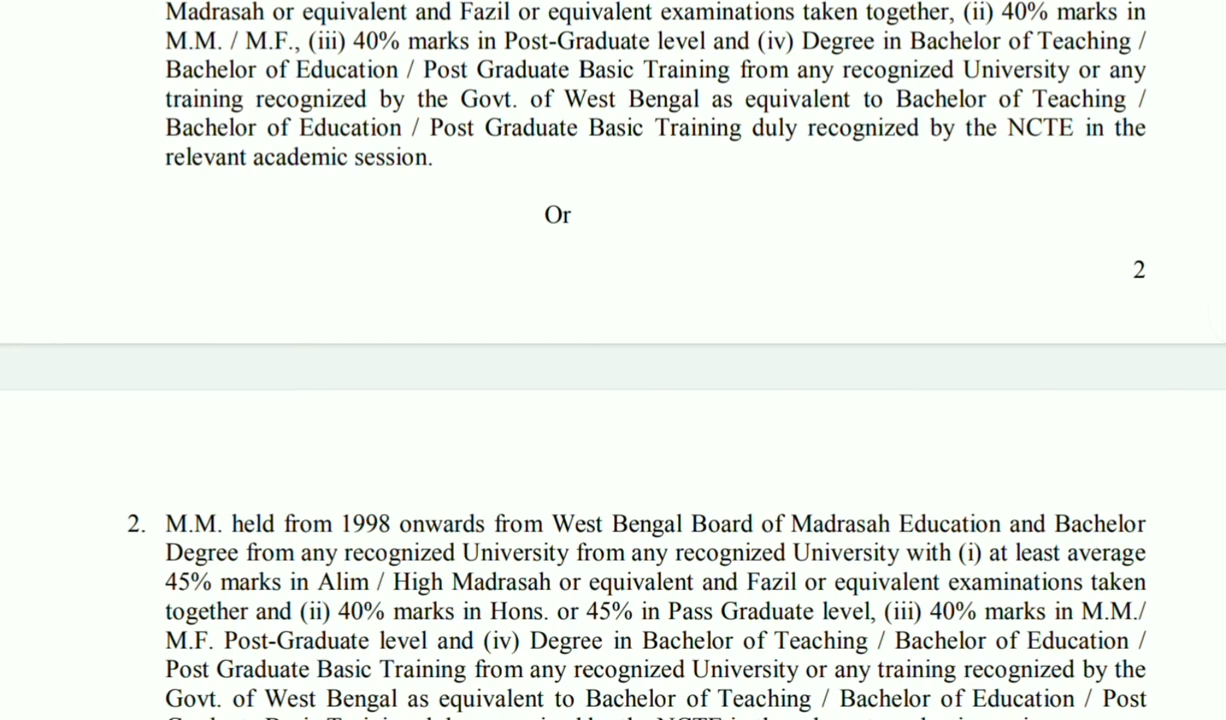 Madrasah or equivalent and Fazil or equivalent examinations taken together, (ii) 40% marks in
M.M. / M.F., (iii) 40% marks in Post-Graduate level and (iv) Degree in Bachelor of Teaching /
Bachelor of Education / Post Graduate Basic Training from any recognized University or any
training recognized by the Govt. of West Bengal as equivalent to Bachelor of Teaching /
Bachelor of Education / Post Graduate Basic Training duly recognized by the NCTE in the
relevant academic session.
Or
2
2. M.M. held from 1998 onwards from West Bengal Board of Madrasah Education and Bachelor
Degree from any recognized University from any recognized University with (i) at least average
45% marks in Alim / High Madrasah or equivalent and Fazil or equivalent examinations taken
together and (ii) 40% marks in Hons. or 45% in Pass Graduate level, (iii) 40% marks in M.M./
M.F. Post-Graduate level and (iv) Degree in Bachelor of Teaching / Bachelor of Education /
Post Graduate Basic Training from any recognized University or any training recognized by the
Govt. of West Bengal as equivalent to Bachelor of Teaching / Bachelor of Education / Post